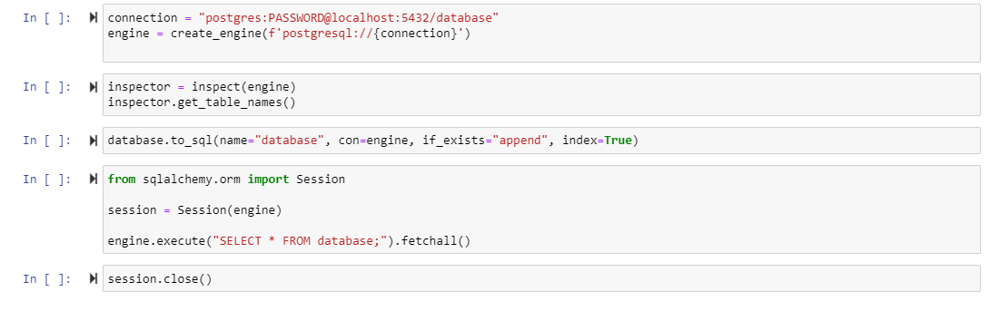 In [ ]: connection = "postgres:PASSWORD@localhost:5432/database"
engine = create_engine(f'postgresql://{connection}')
In [ ]: inspector = inspect(engine)
inspector.get_table_names()
In [ ]: database.to_sql(name="database", con=engine, if_exists="append", index=True)
In [ ]: from sqlalchemy.orm import Session
session = Session(engine)
engine.execute("SELECT * FROM database;").fetchall()
In [ ]: session.close()